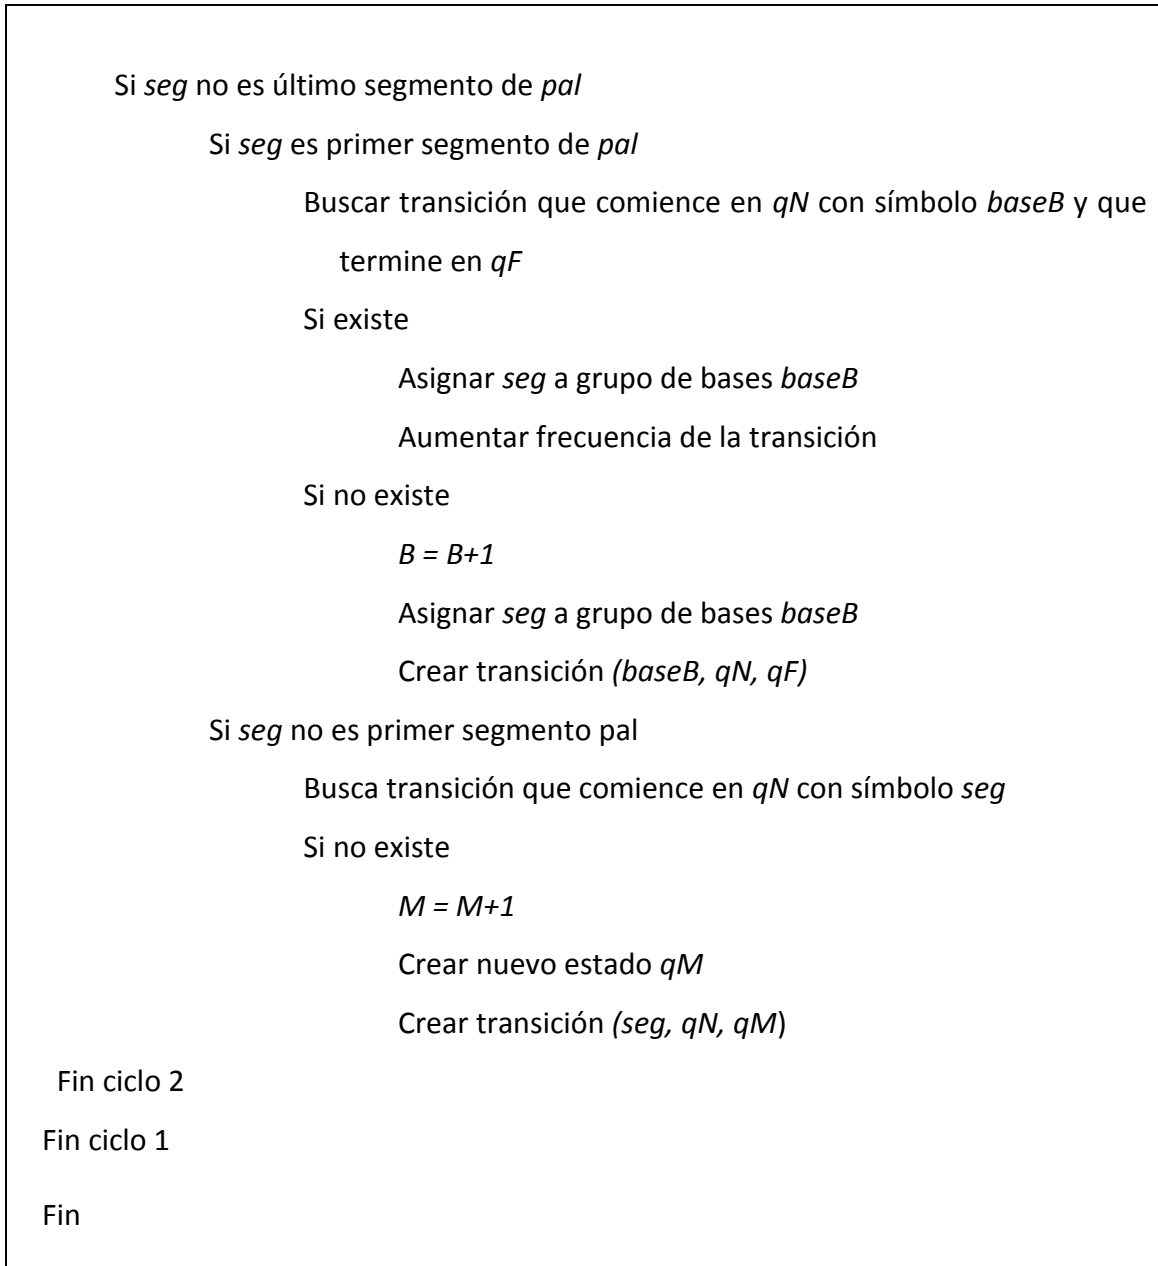 Si seg no es último segmento de pal
Si seg es primer segmento de pal
Buscar transición que comience en qN con símbolo baseB y que
termine en qF
Si existe
Asignar seg a grupo de bases baseB
Aumentar frecuencia de la transición
Si no existe
B = B+1
Asignar seg a grupo de bases baseB
Crear transición (baseB, qN, qF)
Si seg no es primer segmento pal
Busca transición que comience en qN con símbolo seg
Si no existe
M = M+1
Crear nuevo estado qM
Crear transición (seg, qN, qM)
Fin ciclo 2
Fin ciclo 1
Fin